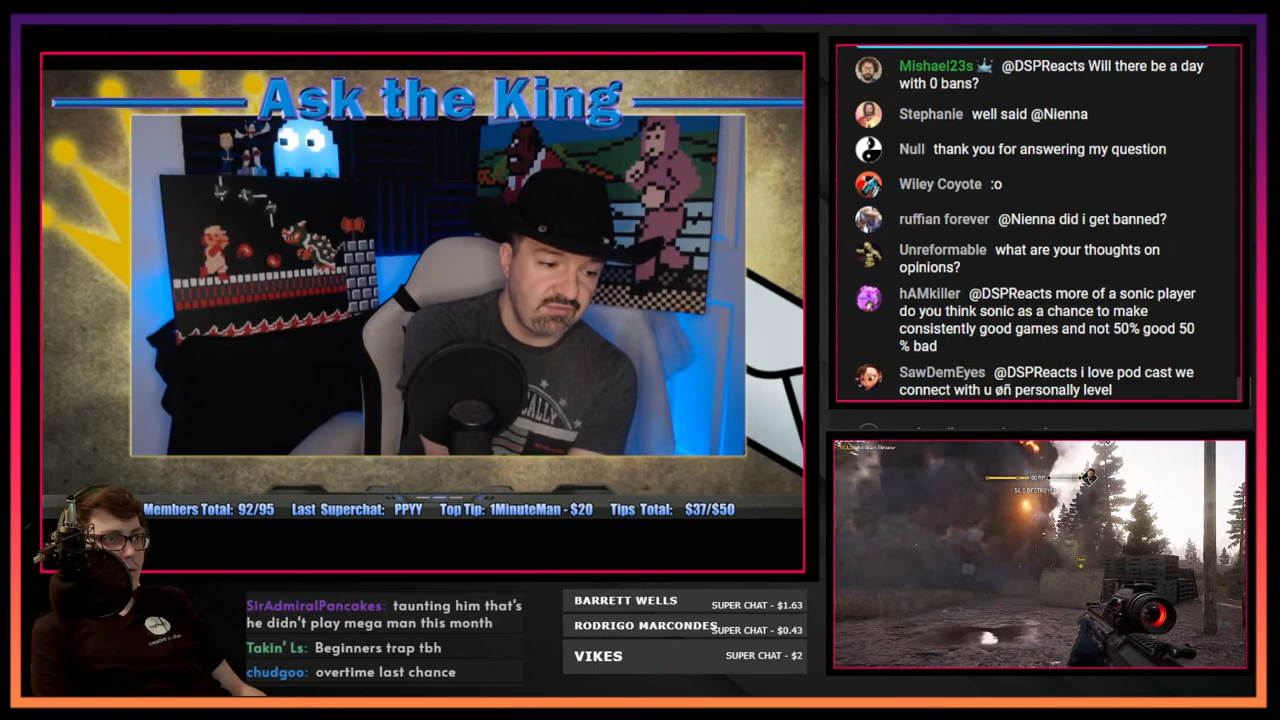 Ask the King
CALLY
Members Total: 92/95 Last Superchat: PPYY Top Tip: 1MinuteMan - $20 Tips Total: $37/$50
Mishael23s @DSPReacts Will there be a day
with 0 bans?
Stephanie well said @Nienna
Null thank you for answering my question
Wiley Coyote :o
ruffian forever @Nienna did i get banned?
Unreformable what are your thoughts on
opinions?
hAMkiller @DSPReacts more of a sonic player
do you think sonic as a chance to make
consistently good games and not 50% good 50
% bad
SawDemEyes @DSPReacts i love pod cast we
connect with u øñ personally level
Grain Elevator
SILO DESTROYED
SirAdmiralPancakes: taunting him that's
he didn't play mega man this month
Takin' Ls: Beginners trap tbh
chudgoo: overtime last chance
BARRETT WELLS SUPER CHAT - $1.63
RODRIGO MARCONDES SUPER CHAT - $0.43
VIKES SUPER CHAT - $2